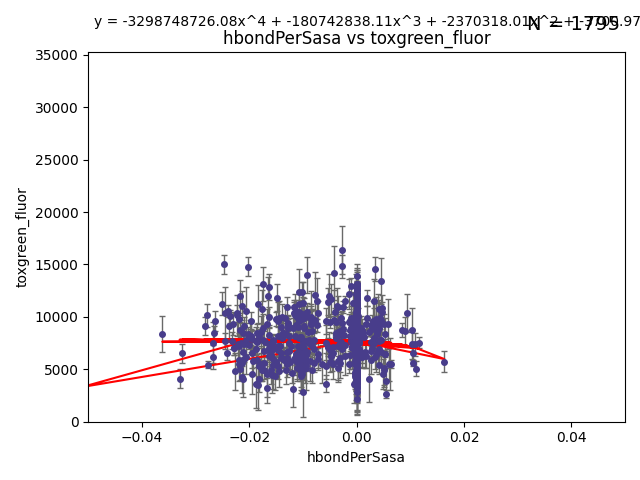 y = -3298748726.08x^4 + -180742838.11x^3 + -2370318.01x^2 +
N = 1795
hbondPerSasa vs toxgreen_fluor
35000
30000
25000
20000
15000
10000
5000
0
toxgreen_fluor
−0.04
−0.02
0.00
0.02
0.04
hbondPerSasa